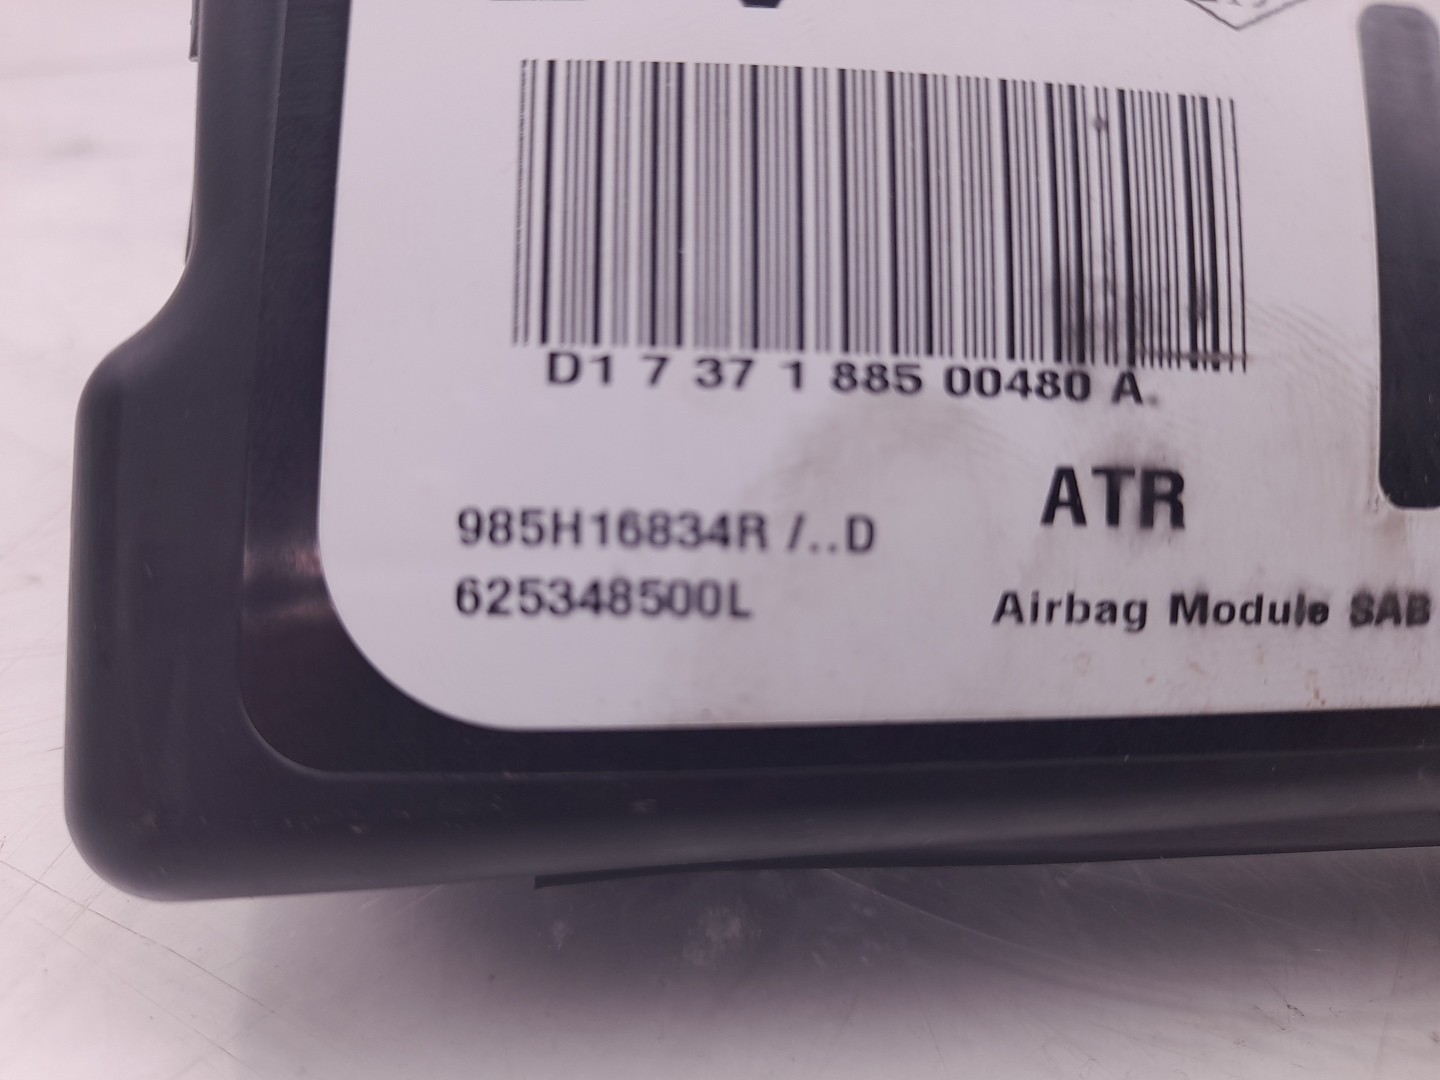 D1 7 37 1 885 00480 A.
ATR
985H16834R /..D
625348500L
Airbag Module SAB